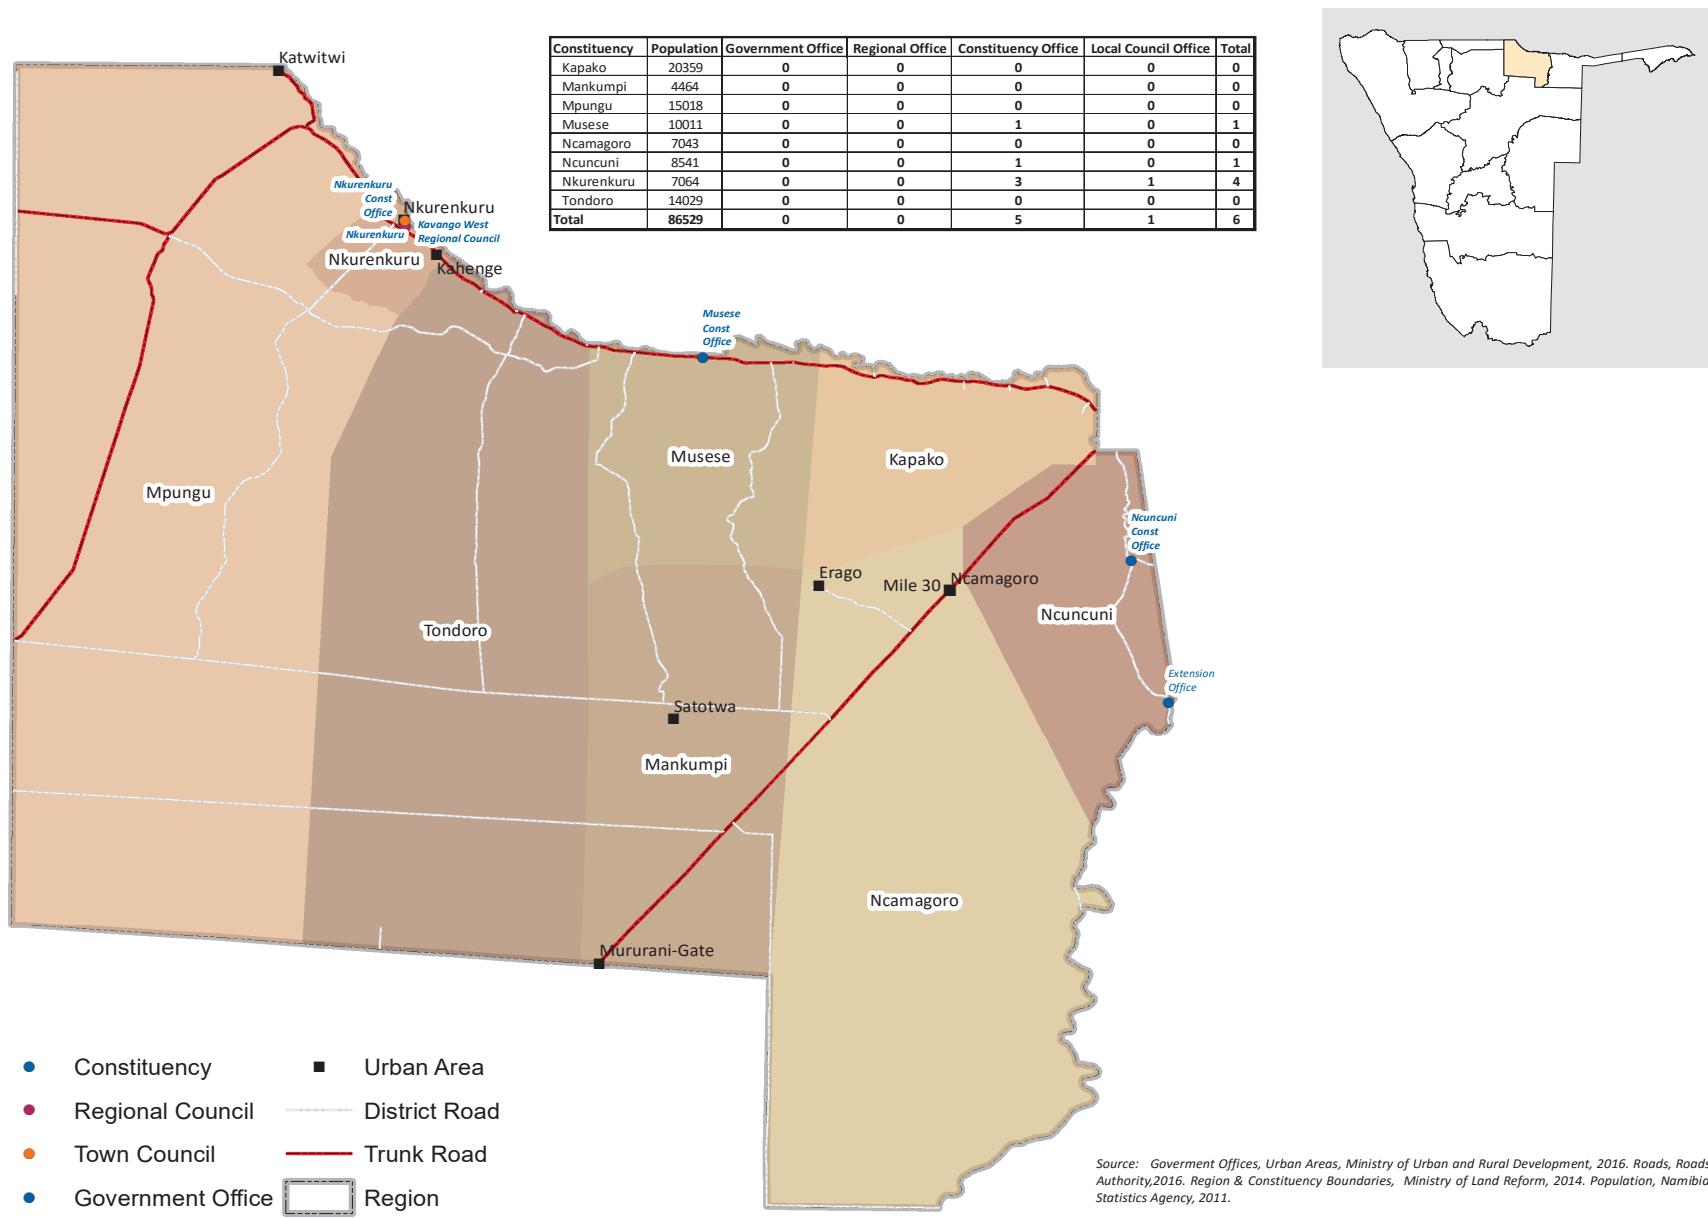 Constituency Population Government Office Regional Office Constituency Office Local Council Office Total
Kapako 20359 0 0 0 0 0
Mankumpi 4464 0 0 0 0 0
Mpungu 15018 0 0 0 0 0
Musese 10011 0 0 1 0 1
Ncamagoro 7043 0 0 0 0 0
Ncuncuni 8541 0 0 1 0 1
Nkurenkuru 7064 0 0 3 1 4
Tondoro 14029 0 0 0 0 0
Total 86529 0 0 5 1 6
Katwitwi
Nkurenkuru
Const
Office
Nkurenkuru
Nkurenkuru
Kavango West
Regional Council
Nkurenkuru
Kahenge
Musese
Const
Office
Musese
Kapako
Mpungu
Ncuncuni
Const
Office
Erago
Mile 30
Ncamagoro
Ncuncuni
Tondoro
Extension
Office
Satotwa
Mankumpi
Ncamagoro
Mururani-Gate
Constituency
Regional Council
Town Council
Government Office
Urban Area
District Road
Trunk Road
Region
Source: Goverment Offices, Urban Areas, Ministry of Urban and Rural Development, 2016. Roads, Roads
Authority,2016. Region & Constituency Boundaries, Ministry of Land Reform, 2014. Population, Namibia
Statistics Agency, 2011.